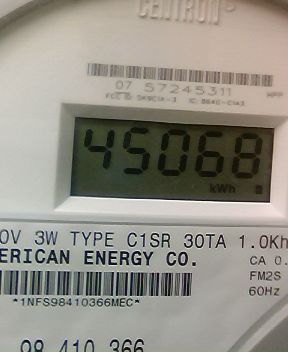 CENTRON
07 57245311
45068
kWh
0V 3W TYPE C1SR 30TA 1.0Kh
ERICAN ENERGY CO.
CA 0.
FM2S
60Hz
*1NFS98410366MEC*
98 410 366